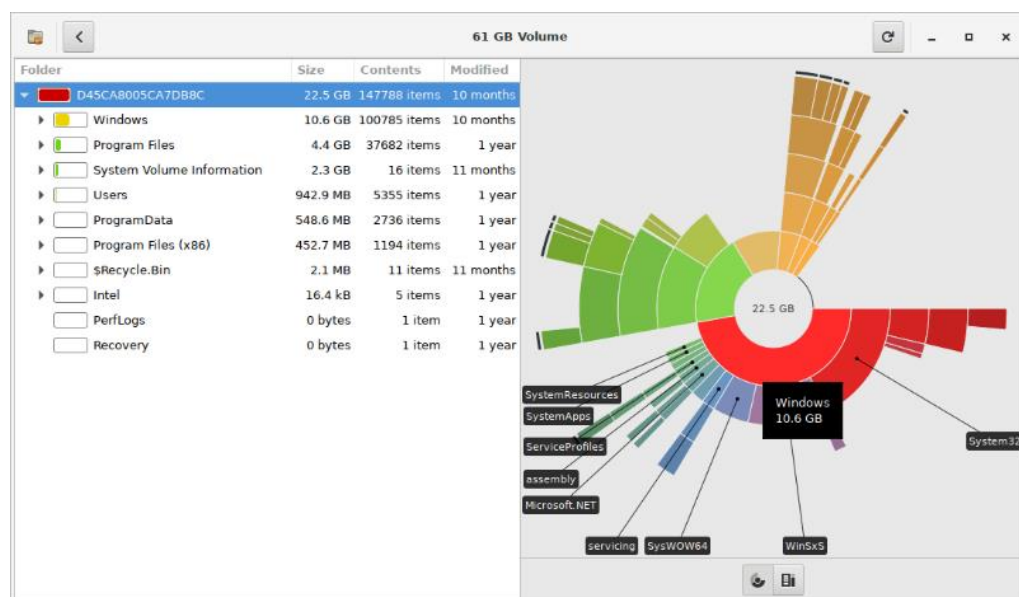 61 GB Volume
Folder Size Contents Modified
D45CA8005CA7DB8C 22.5 GB 147788 items 10 months
Windows 10.6 GB 100785 items 10 months
Program Files 4.4 GB 37682 items 1 year
System Volume Information 2.3 GB 16 items 11 months
Users 942.9 MB 5355 items 1 year
ProgramData 548.6 MB 2736 items 1 year
Program Files (x86) 452.7 MB 1194 items 1 year
$Recycle.Bin 2.1 MB 11 items 11 months
Intel 16.4 kB 5 items 1 year
PerfLogs 0 bytes 1 item 1 year
Recovery 0 bytes 1 item 1 year
22.5 GB
SystemResources
SystemApps
ServiceProfiles
assembly
Microsoft.NET
servicing
SysWOW64
WinSxS
System32
Windows
10.6 GB